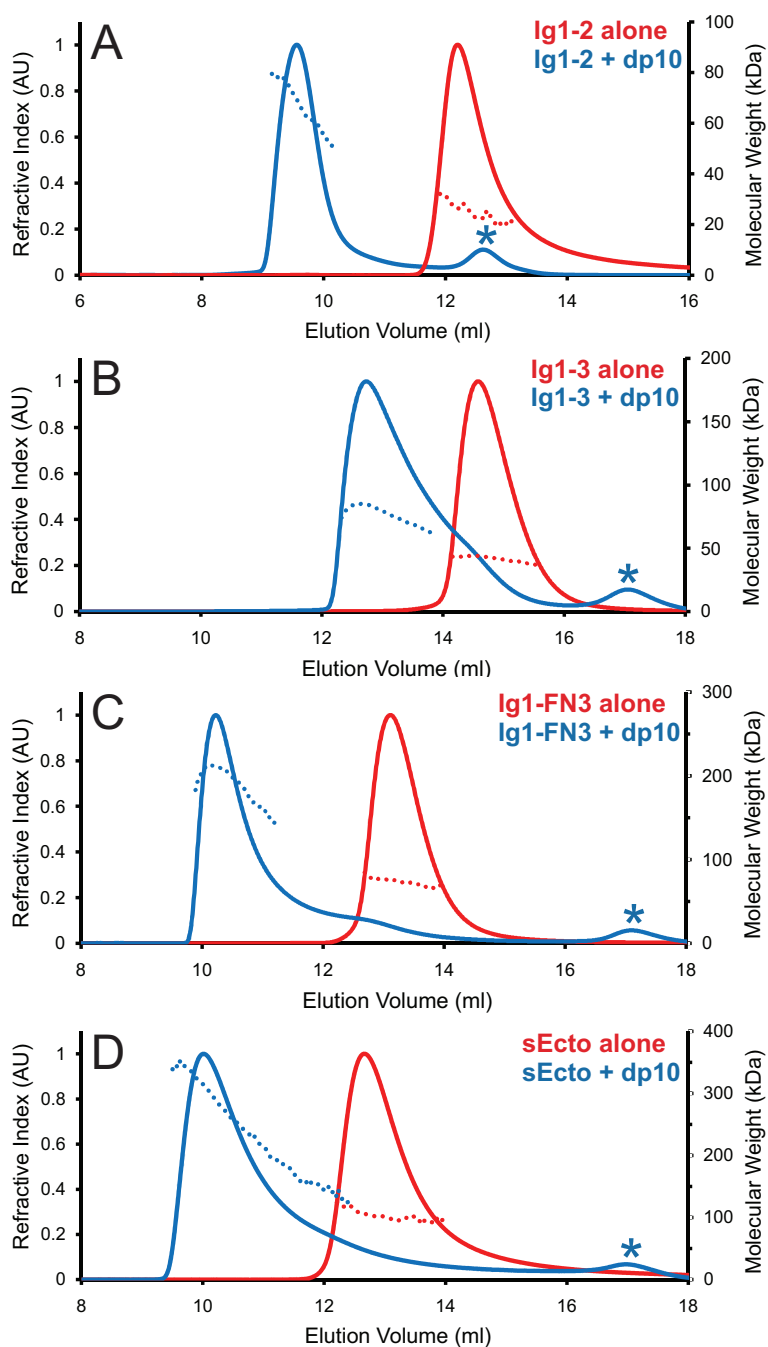 A
Ig1-2 alone
Ig1-2 + dp10
Refractive Index (AU)
Molecular Weight (kDa)
1
0.8
0.6
0.4
0.2
0
100
80
60
40
20
0
*
6 8 10 12 14 16
Elution Volume (ml)
B
Ig1-3 alone
Ig1-3 + dp10
Refractive Index (AU)
Molecular Weight (kDa)
1
0.8
0.6
0.4
0.2
0
200
150
100
50
0
*
8 10 12 14 16 18
Elution Volume (ml)
C
Ig1-FN3 alone
Ig1-FN3 + dp10
Refractive Index (AU)
Molecular Weight (kDa)
1
0.8
0.6
0.4
0.2
0
300
200
100
0
*
8 10 12 14 16 18
Elution Volume (ml)
D
sEcto alone
sEcto + dp10
Refractive Index (AU)
Molecular Weight (kDa)
1
0.8
0.6
0.4
0.2
0
400
300
200
100
0
*
8 10 12 14 16 18
Elution Volume (ml)